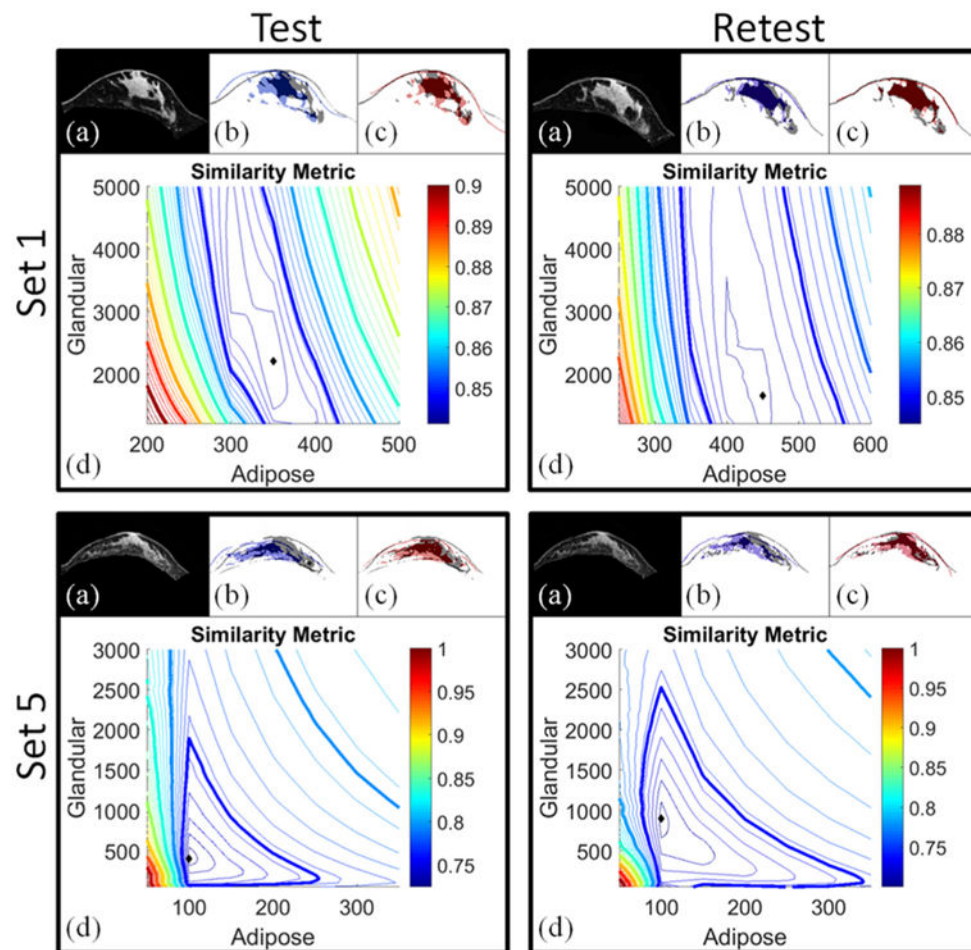 Test
Retest
Set 1
(a) (b) (c)
Similarity Metric
5000
4000
3000
2000
Glandular
200 300 400 500
Adipose
0.9
0.89
0.88
0.87
0.86
0.85
(d)
(a) (b) (c)
Similarity Metric
5000
4000
3000
2000
Glandular
300 400 500 600
Adipose
0.88
0.87
0.86
0.85
(d)
Set 5
(a) (b) (c)
Similarity Metric
3000
2500
2000
1500
1000
500
Glandular
100 200 300
Adipose
1
0.95
0.9
0.85
0.8
0.75
(d)
(a) (b) (c)
Similarity Metric
3000
2500
2000
1500
1000
500
Glandular
100 200 300
Adipose
1
0.95
0.9
0.85
0.8
0.75
(d)